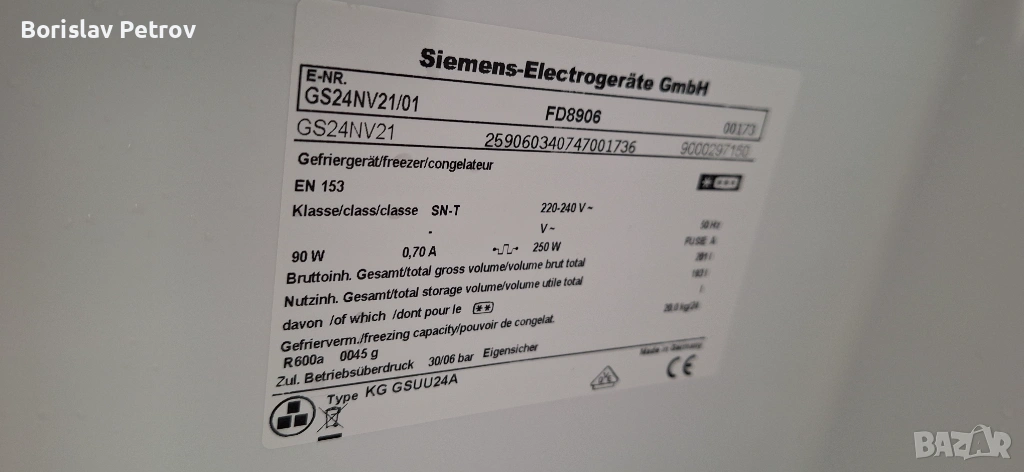 Borislav Petrov
Siemens-Electrogeräte GmbH
E-NR.
GS24NV21/01 FD8906 00173
GS24NV21 259060340747001736 9000297150
Gefriergerät/freezer/congelateur
EN 153
Klasse/class/classe SN-T 220-240 V ~
- V ~ 50 Hz
90 W 0,70 A 250 W FUSE A
Bruttoinh. Gesamt/total gross volume/volume brut total
Nutzinh. Gesamt/total storage volume/volume utile total
davon /of which /dont pour le
Gefrierverm./freezing capacity/pouvoir de congelat.
R600a 0045 g
Zul. Betriebsüberdruck 30/06 bar Eigensicher Made in Germany
Type KG GSUU24A
CE
BAZAR